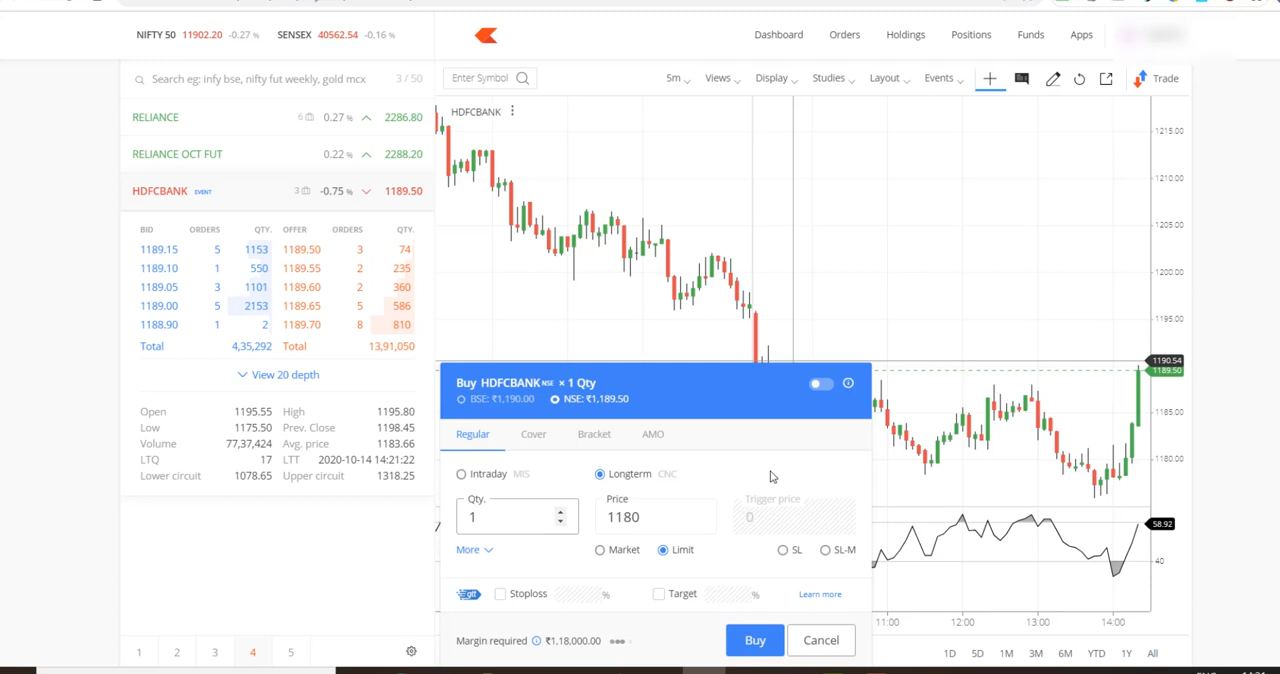 NIFTY 50 11902.20 -0.27 % SENSEX 40562.54 -0.16 %
Dashboard Orders Holdings Positions Funds Apps
Search eg: infy bse, nifty fut weekly, gold mcx 3 / 50
Enter Symbol 5m Views Display Studies Layout Events Trade
RELIANCE 6 0.27 % 2286.80
RELIANCE OCT FUT 0.22 % 2288.20
HDFCBANK EVENT 3 -0.75 % 1189.50
BID ORDERS QTY. OFFER ORDERS QTY.
1189.15 5 1153 1189.50 3 74
1189.10 1 550 1189.55 2 235
1189.05 3 1101 1189.60 2 360
1189.00 5 2153 1189.65 5 586
1188.90 1 2 1189.70 8 810
Total 4,35,292 Total 13,91,050
View 20 depth
Open 1195.55 High 1195.80
Low 1175.50 Prev. Close 1198.45
Volume 77,37,424 Avg. price 1183.66
LTQ 17 LTT 2020-10-14 14:21:22
Lower circuit 1078.65 Upper circuit 1318.25
1 2 3 4 5
HDFCBANK
1215.00
1210.00
1205.00
1200.00
1195.00
1190.54
1189.50
1185.00
1180.00
58.92
40
11:00 12:00 13:00 14:00
1D 5D 1M 3M 6M YTD 1Y All
Buy HDFCBANK NSE × 1 Qty
BSE: ₹1,190.00 NSE: ₹1,189.50
Regular Cover Bracket AMO
Intraday MIS Longterm CNC
Qty. Price Trigger price
1 1180 0
More Market Limit SL SL-M
gtt Stoploss % Target % Learn more
Margin required ₹1,18,000.00 Buy Cancel